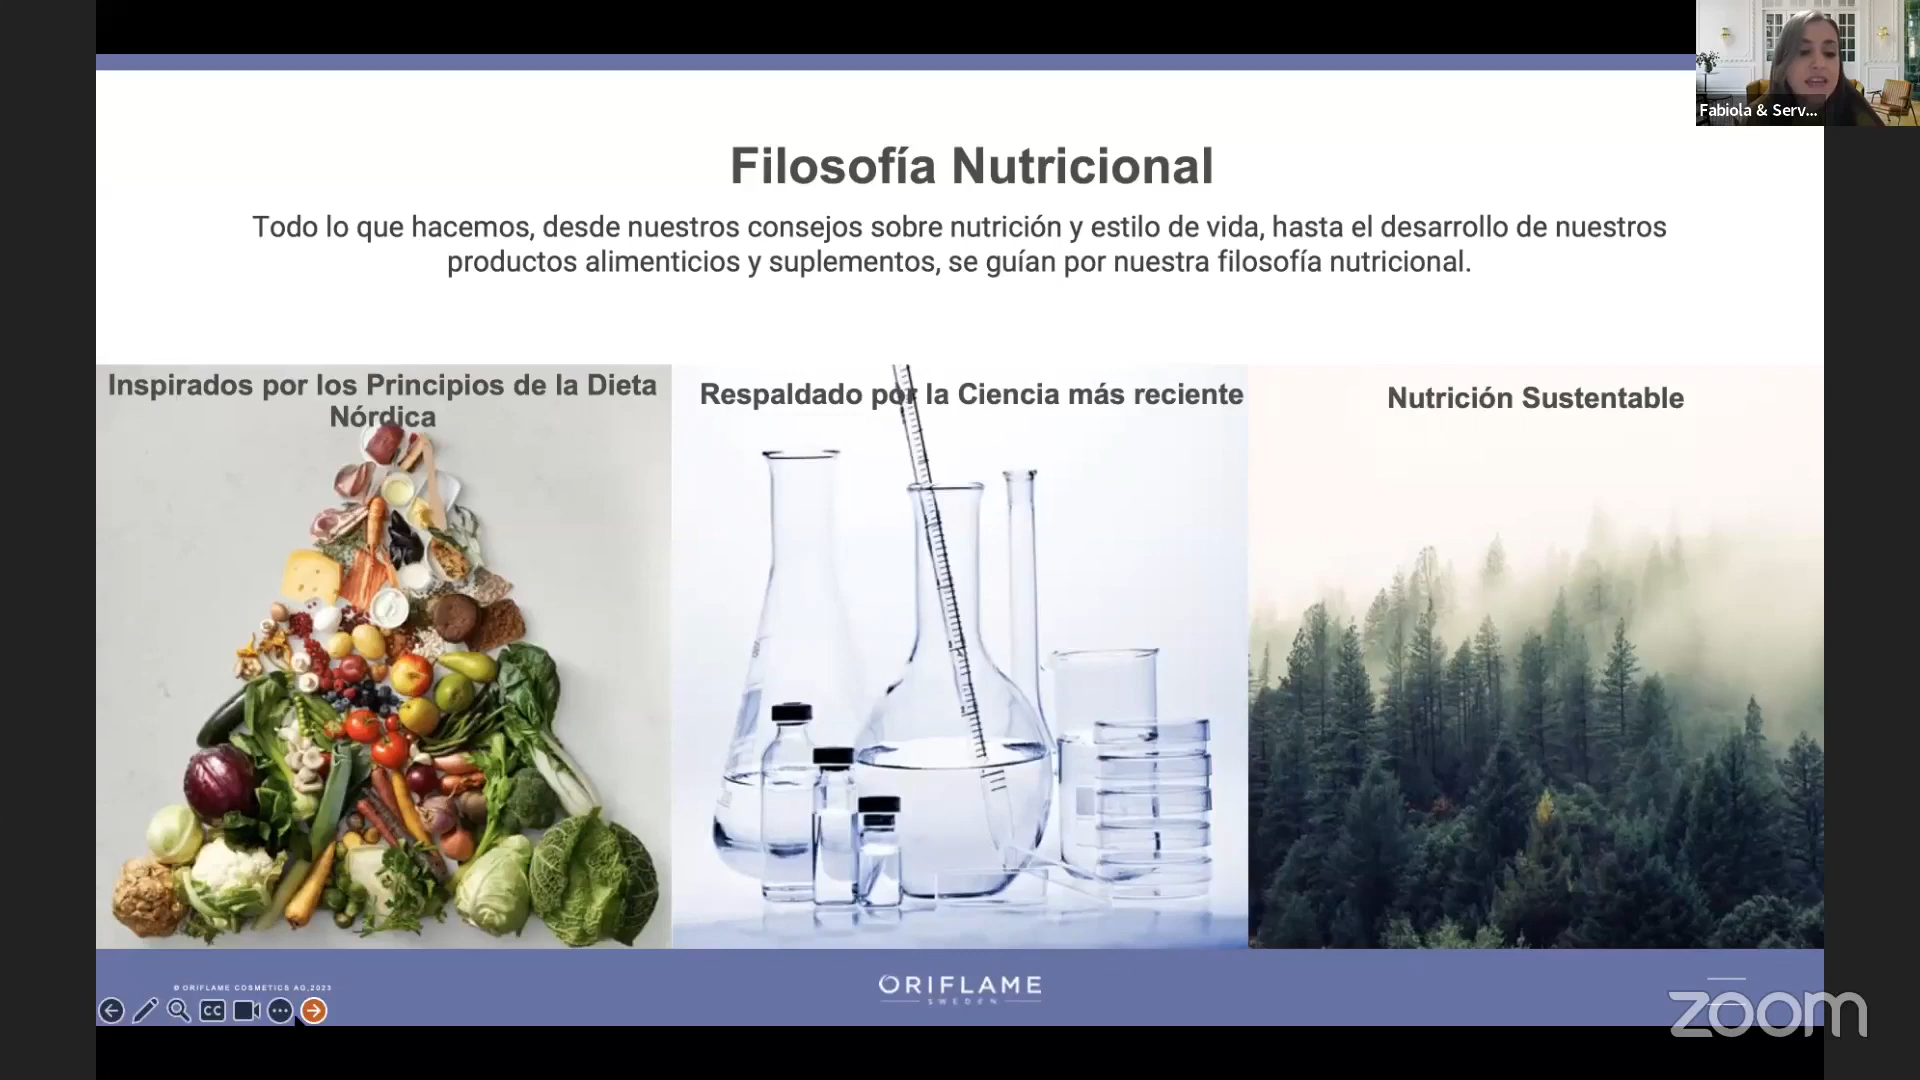 Fabiola & Serv...
Filosofía Nutricional
Todo lo que hacemos, desde nuestros consejos sobre nutrición y estilo de vida, hasta el desarrollo de nuestros
productos alimenticios y suplementos, se guían por nuestra filosofía nutricional.
Inspirados por los Principios de la Dieta
Nórdica
Respaldado por la Ciencia más reciente
Nutrición Sustentable
© ORIFLAME COSMETICS AG,2023
ORIFLAME
SWEDEN
CC
zoom